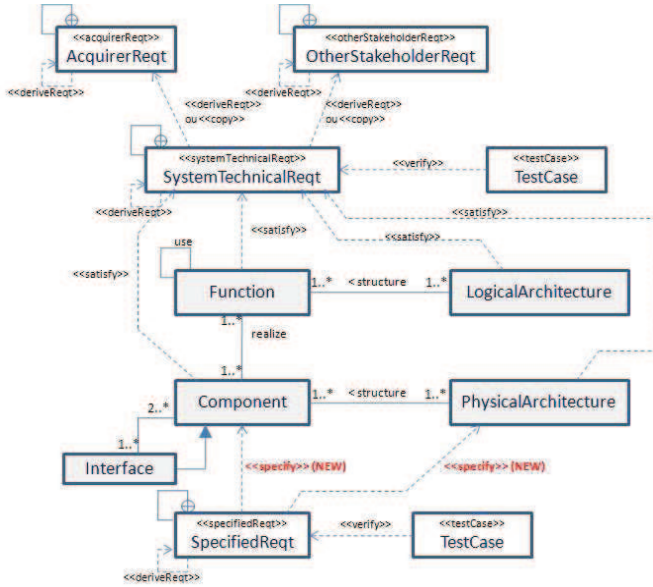 <<acquirerReqt>>
AcquirerReqt
<<otherStakeholderReqt>>
OtherStakeholderReqt
<<deriveReqt>>
<<deriveReqt>>
<<deriveReqt>>
ou <<copy>>
<<deriveReqt>>
ou <<copy>>
<<systemTechnicalReqt>>
SystemTechnicalReqt
<<verify>>
<<testCase>>
TestCase
<<deriveReqt>>
<<satisfy>>
<<satisfy>>
<<satisfy>>
use
<<satisfy>>
Function
1..*
< structure
1..*
LogicalArchitecture
1..*
realize
1..*
Component
1..*
< structure
1..*
PhysicalArchitecture
2..*
1..*
Interface
<<specify>> (NEW)
<<specify>> (NEW)
<<specifiedReqt>>
SpecifiedReqt
<<verify>>
<<testCase>>
TestCase
<<deriveReqt>>